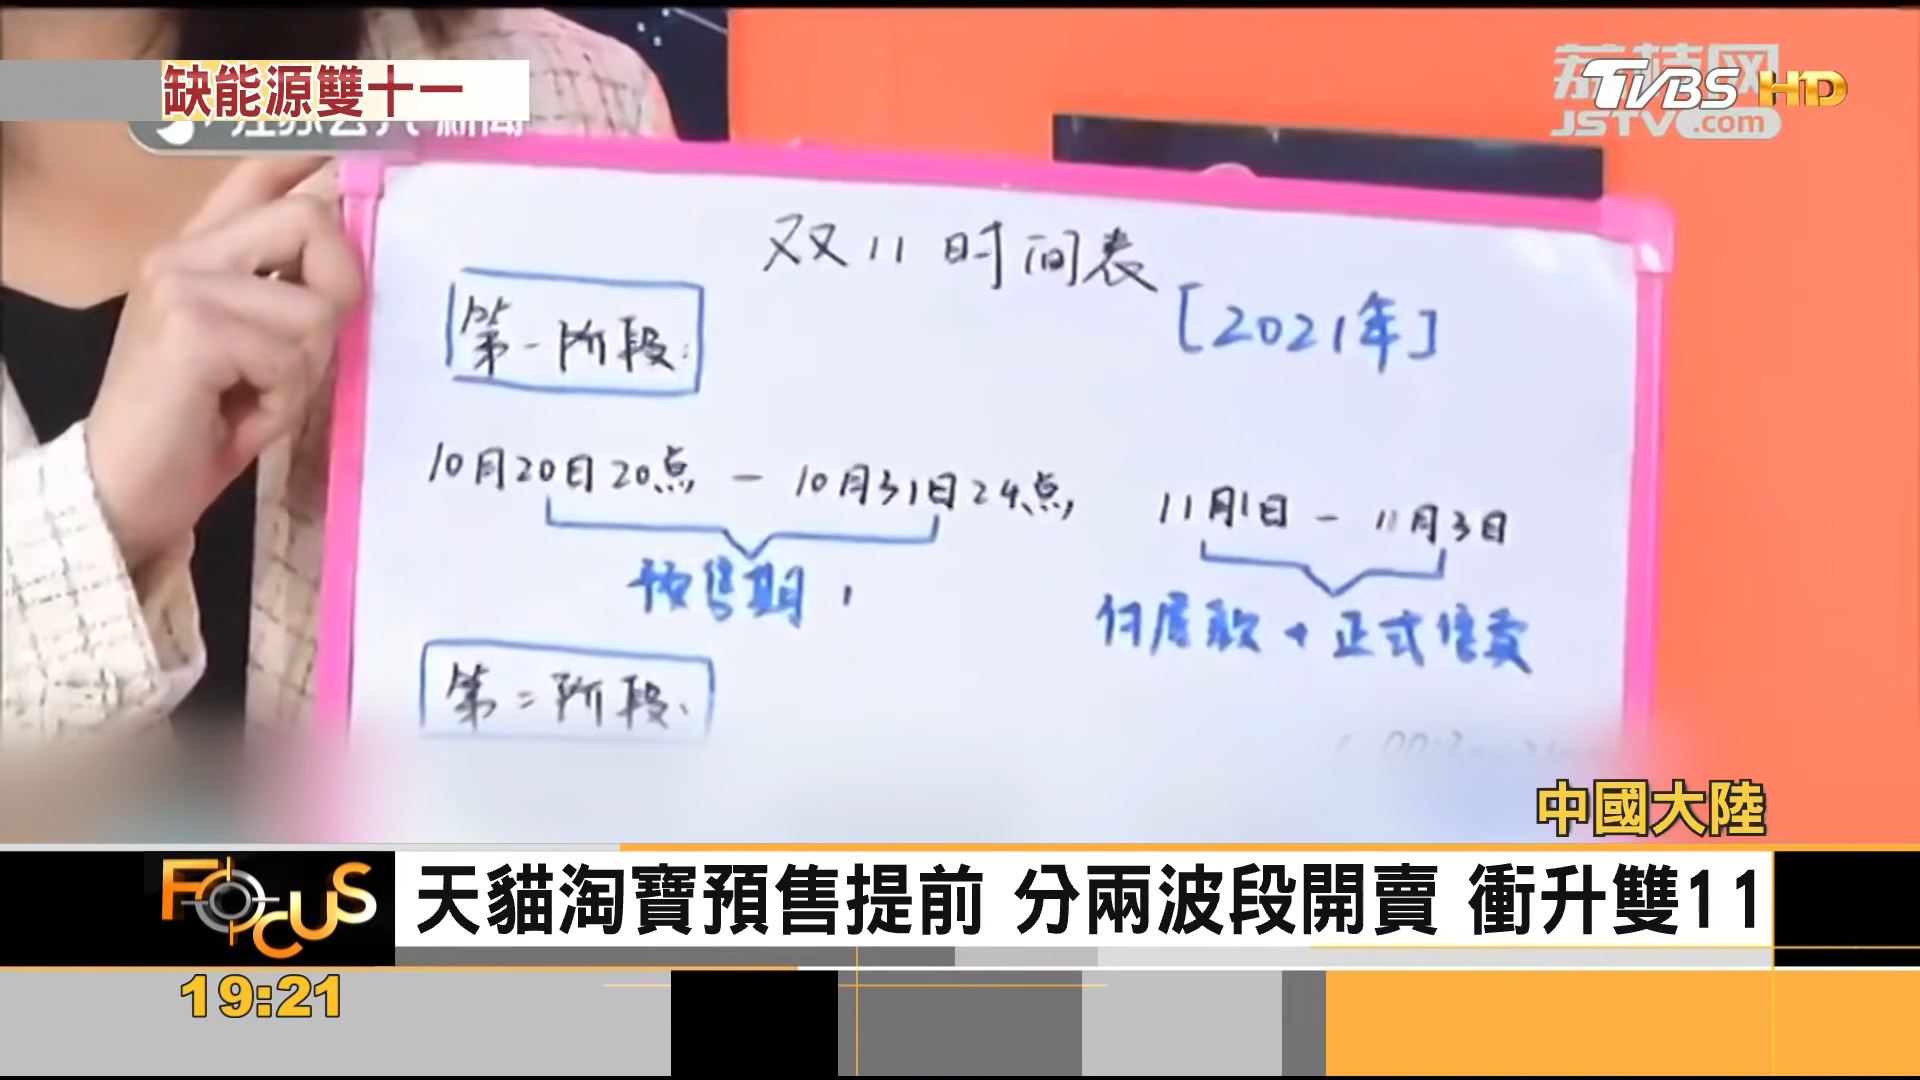 缺能源雙十一
荔枝网
TVBS HD
JSTV.com
双11时间表
[2021年]
第一阶段:
10月20日20点 - 10月31日24点,
11月1日 - 11月3日
预售期,
付尾款+正式售卖
第二阶段:
中國大陸
FOCUS
天貓淘寶預售提前 分兩波段開賣 衝升雙11
19:21